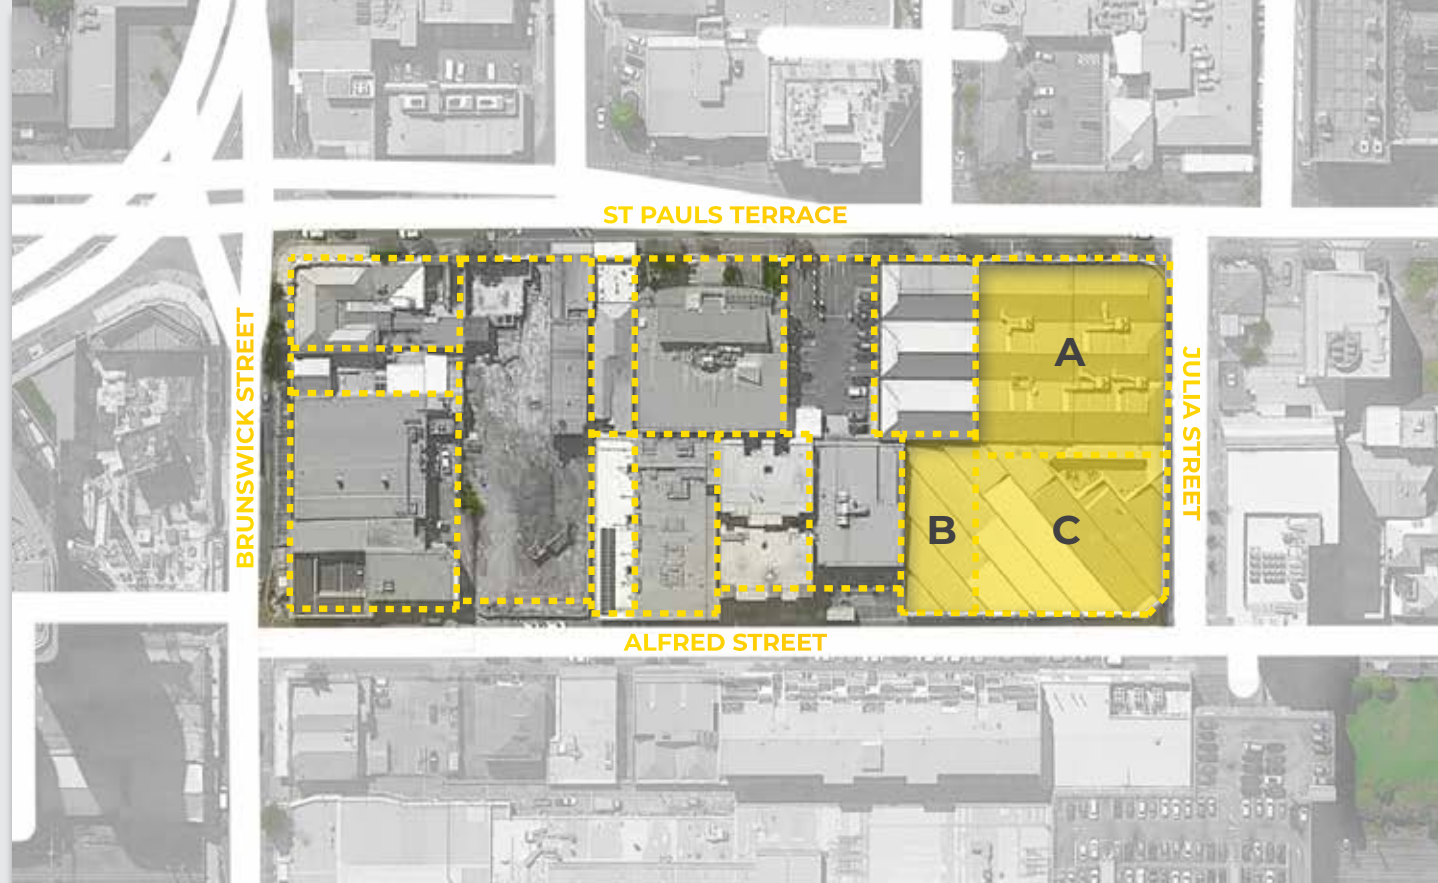 ST PAULS TERRACE
BRUNSWICK STREET
A
JULIA STREET
B
C
ALFRED STREET